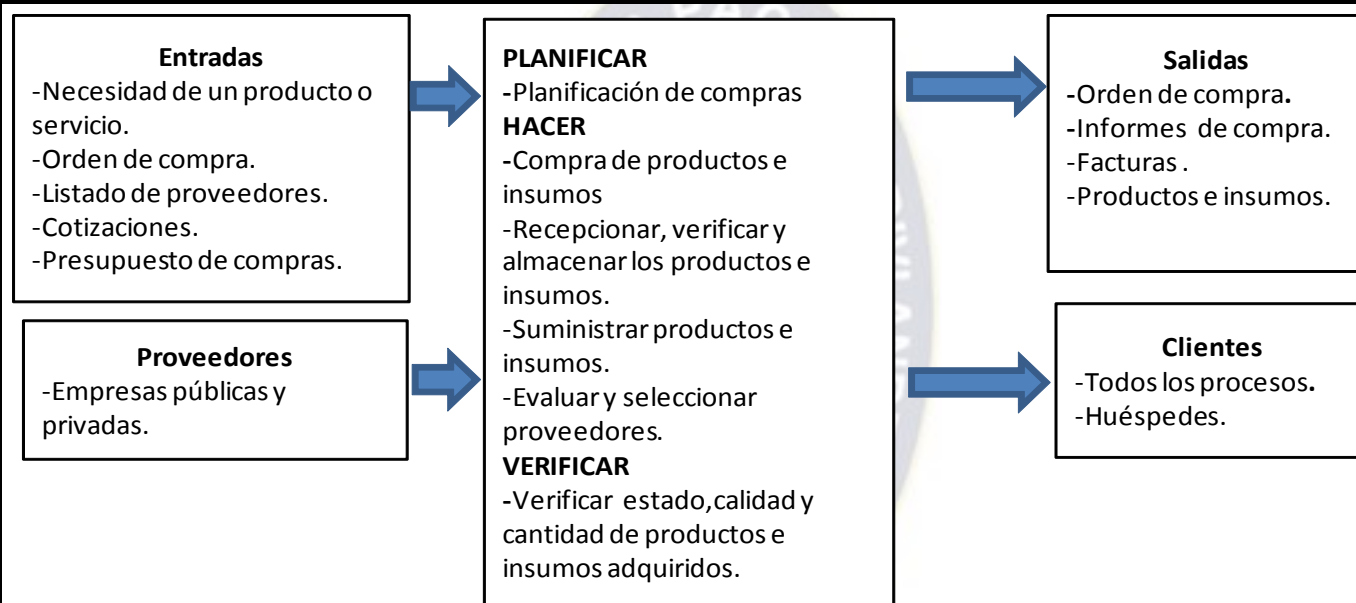 Entradas
-Necesidad de un producto o
servicio.
-Orden de compra.
-Listado de proveedores.
-Cotizaciones.
-Presupuesto de compras.
Proveedores
-Empresas públicas y
privadas.
PLANIFICAR
-Planificación de compras
HACER
-Compra de productos e
insumos
-Recepcionar, verificar y
almacenar los productos e
insumos.
-Suministrar productos e
insumos.
-Evaluar y seleccionar
proveedores.
VERIFICAR
-Verificar estado,calidad y
cantidad de productos e
insumos adquiridos.
Salidas
-Orden de compra.
-Informes de compra.
-Facturas .
-Productos e insumos.
Clientes
-Todos los procesos.
-Huéspedes.